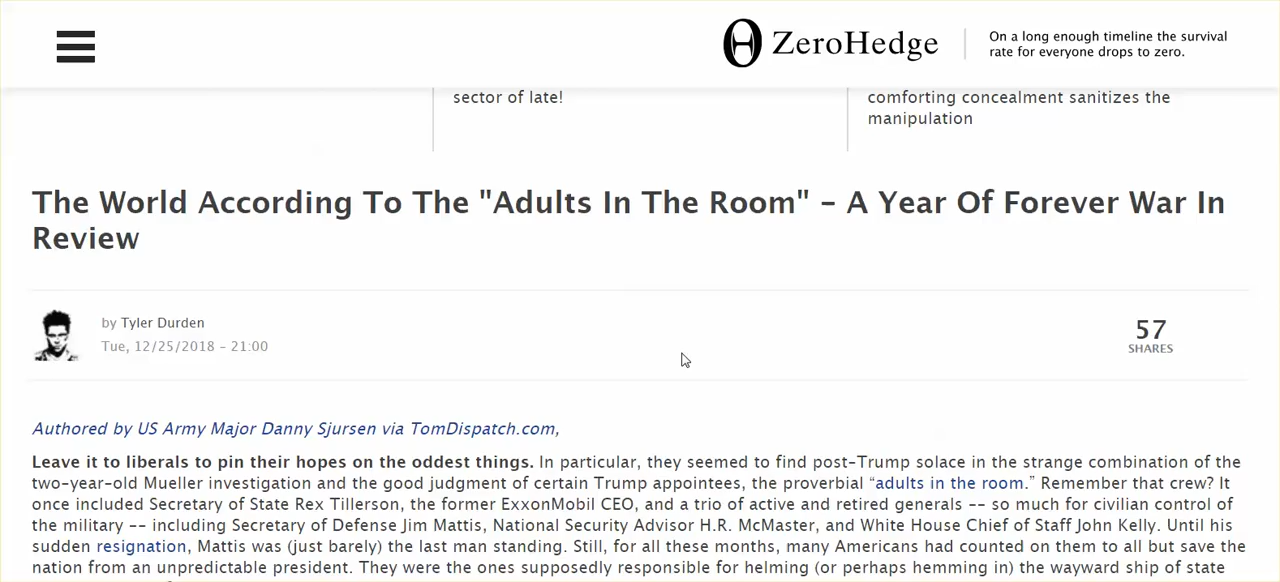 ZeroHedge
On a long enough timeline the survival
rate for everyone drops to zero.
sector of late!
comforting concealment sanitizes the
manipulation
The World According To The "Adults In The Room" – A Year Of Forever War In
Review
by Tyler Durden
Tue, 12/25/2018 – 21:00
57
SHARES
Authored by US Army Major Danny Sjursen via TomDispatch.com,
Leave it to liberals to pin their hopes on the oddest things. In particular, they seemed to find post-Trump solace in the strange combination of the
two-year-old Mueller investigation and the good judgment of certain Trump appointees, the proverbial “adults in the room.” Remember that crew? It
once included Secretary of State Rex Tillerson, the former ExxonMobil CEO, and a trio of active and retired generals -- so much for civilian control of
the military -- including Secretary of Defense Jim Mattis, National Security Advisor H.R. McMaster, and White House Chief of Staff John Kelly. Until his
sudden resignation, Mattis was (just barely) the last man standing. Still, for all these months, many Americans had counted on them to all but save the
nation from an unpredictable president. They were the ones supposedly responsible for helming (or perhaps hemming in) the wayward ship of state